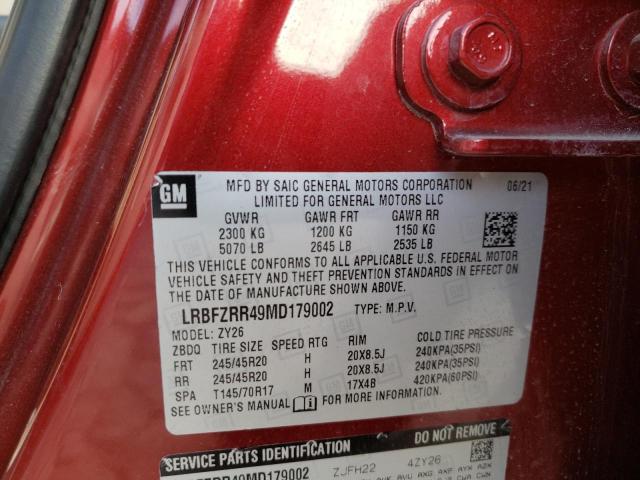 GM
MFD BY SAIC GENERAL MOTORS CORPORATION 06/21
LIMITED FOR GENERAL MOTORS LLC
GVWR GAWR FRT GAWR RR
2300 KG 1200 KG 1150 KG
5070 LB 2645 LB 2535 LB
THIS VEHICLE CONFORMS TO ALL APPLICABLE U.S. FEDERAL MOTOR
VEHICLE SAFETY AND THEFT PREVENTION STANDARDS IN EFFECT ON
THE DATE OF MANUFACTURE SHOWN ABOVE.
LRBFZRR49MD179002 TYPE: M.P.V.
MODEL: ZY26
ZBDQ TIRE SIZE SPEED RTG RIM COLD TIRE PRESSURE
FRT 245/45R20 H 20X8.5J 240KPA(35PSI)
RR 245/45R20 H 20X8.5J 240KPA(35PSI)
SPA T145/70R17 M 17X4B 420KPA(60PSI)
SEE OWNER'S MANUAL FOR MORE INFORMATION
SERVICE PARTS IDENTIFICATION DO NOT REMOVE
ZJFH22 4ZY26